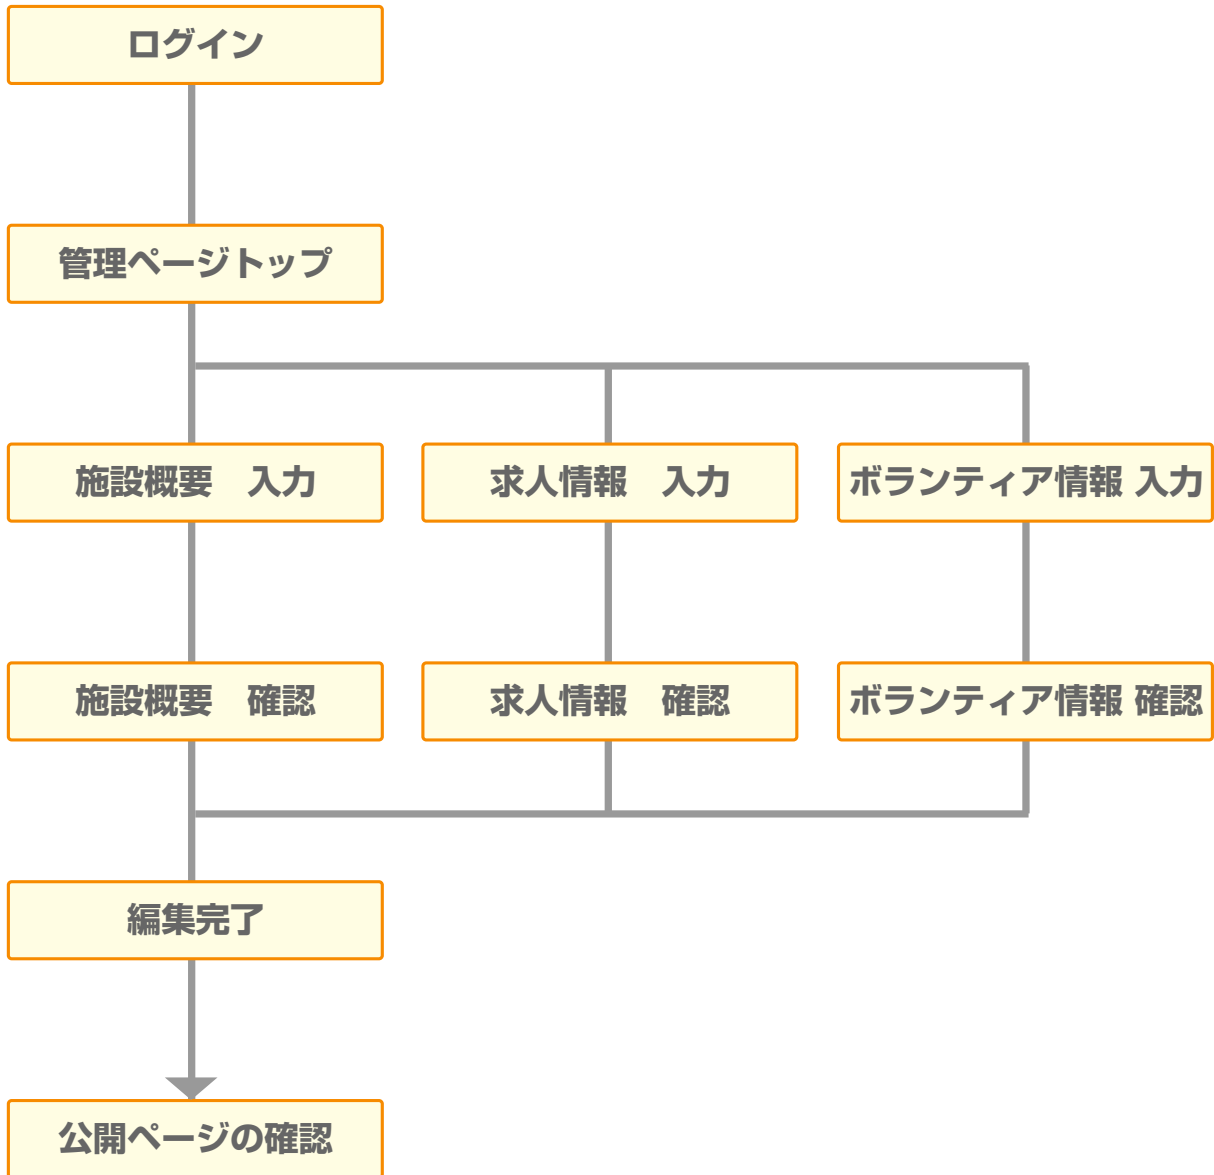 ログイン
管理ページトップ
施設概要　入力
求人情報　入力
ボランティア情報 入力
施設概要　確認
求人情報　確認
ボランティア情報 確認
編集完了
公開ページの確認